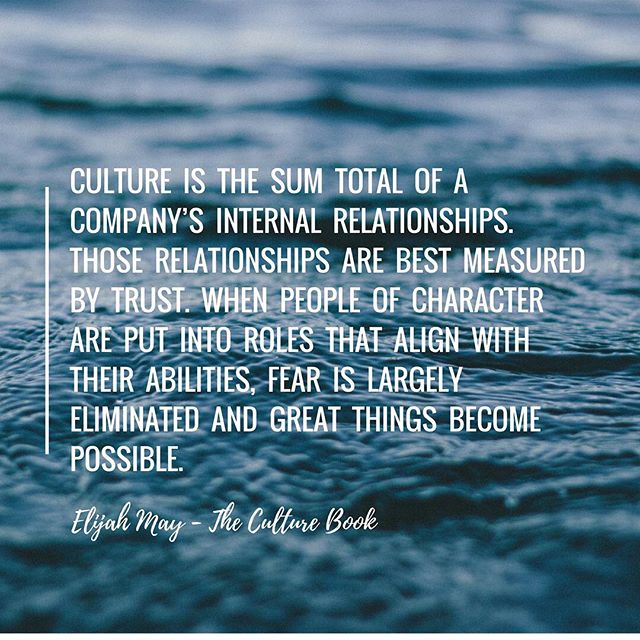 CULTURE IS THE SUM TOTAL OF A
COMPANY'S INTERNAL RELATIONSHIPS.
THOSE RELATIONSHIPS ARE BEST MEASURED
BY TRUST. WHEN PEOPLE OF CHARACTER
ARE PUT INTO ROLES THAT ALIGN WITH
THEIR ABILITIES, FEAR IS LARGELY
ELIMINATED AND GREAT THINGS BECOME
POSSIBLE.
Elijah May - The Culture Book